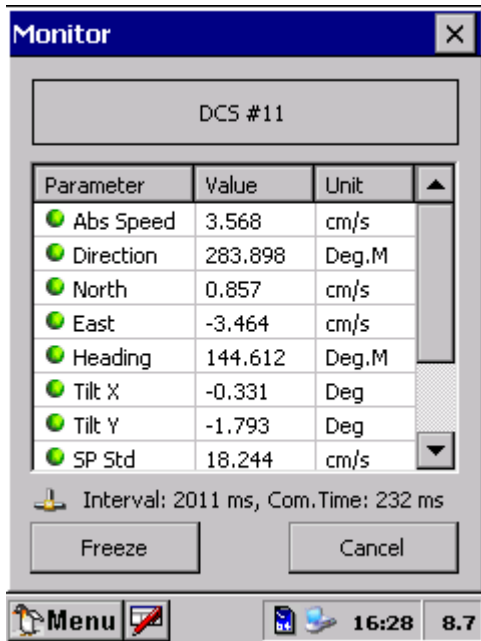 Monitor
DCS #11
Parameter Value Unit
Abs Speed 3.568 cm/s
Direction 283.898 Deg.M
North 0.857 cm/s
East -3.464 cm/s
Heading 144.612 Deg.M
Tilt X -0.331 Deg
Tilt Y -1.793 Deg
SP Std 18.244 cm/s
Interval: 2011 ms, Com.Time: 232 ms
Freeze Cancel
Menu 16:28 8.7